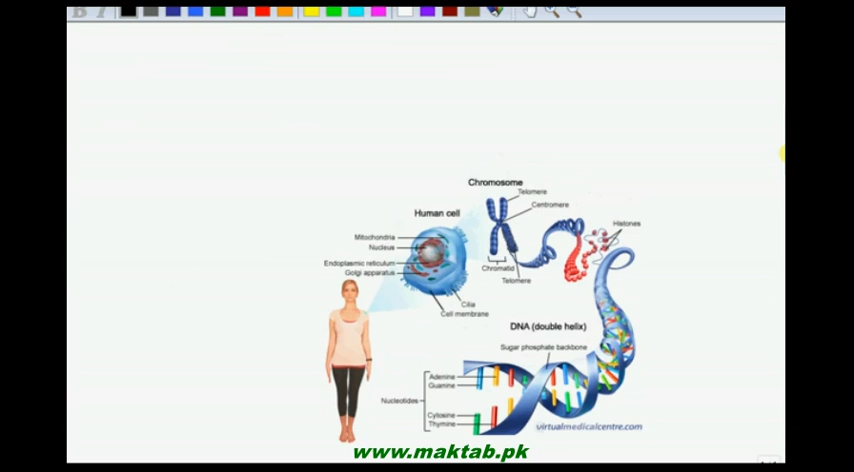 B I
Chromosome
Telomere
Centromere
Human cell
Histones
Mitochondria
Nucleus
Endoplasmic reliculum
Golgi apparatus
Chromatid
Telomere
Cilia
Cell membrane
DNA (double helix)
Sugar phosphate backbone
Adenine
Guanine
Nucleotides
Cytosine
Thymine
virtualmedicalcentre.com
www.maktab.pk